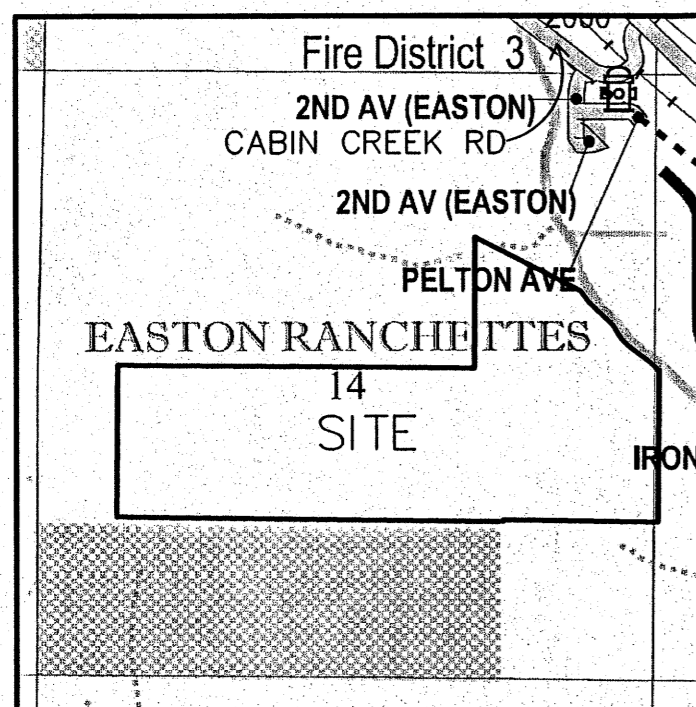 2000
Fire District 3
2ND AV (EASTON)
CABIN CREEK RD
2ND AV (EASTON)
PELTON AVE
EASTON RANCHETTES
14
SITE
IRON